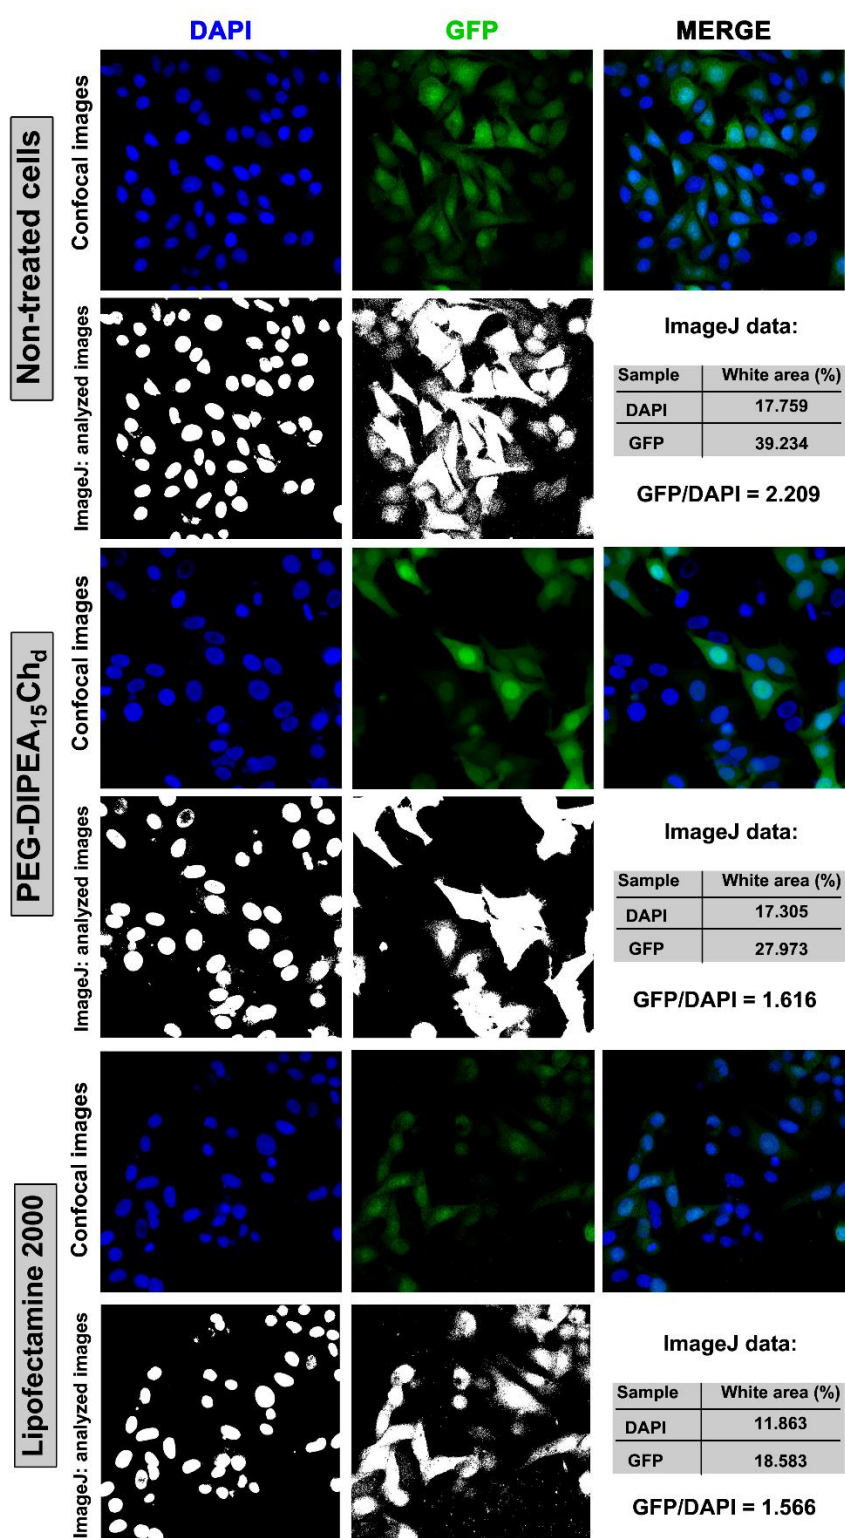 DAPI GFP MERGE
Non-treated cells
Confocal images
ImageJ: analyzed images
ImageJ data:
Sample White area (%)
DAPI 17.759
GFP 39.234
GFP/DAPI = 2.209
PEG-DIPEA₁₅Ch_d
Confocal images
ImageJ: analyzed images
ImageJ data:
Sample White area (%)
DAPI 17.305
GFP 27.973
GFP/DAPI = 1.616
Lipofectamine 2000
Confocal images
ImageJ: analyzed images
ImageJ data:
Sample White area (%)
DAPI 11.863
GFP 18.583
GFP/DAPI = 1.566